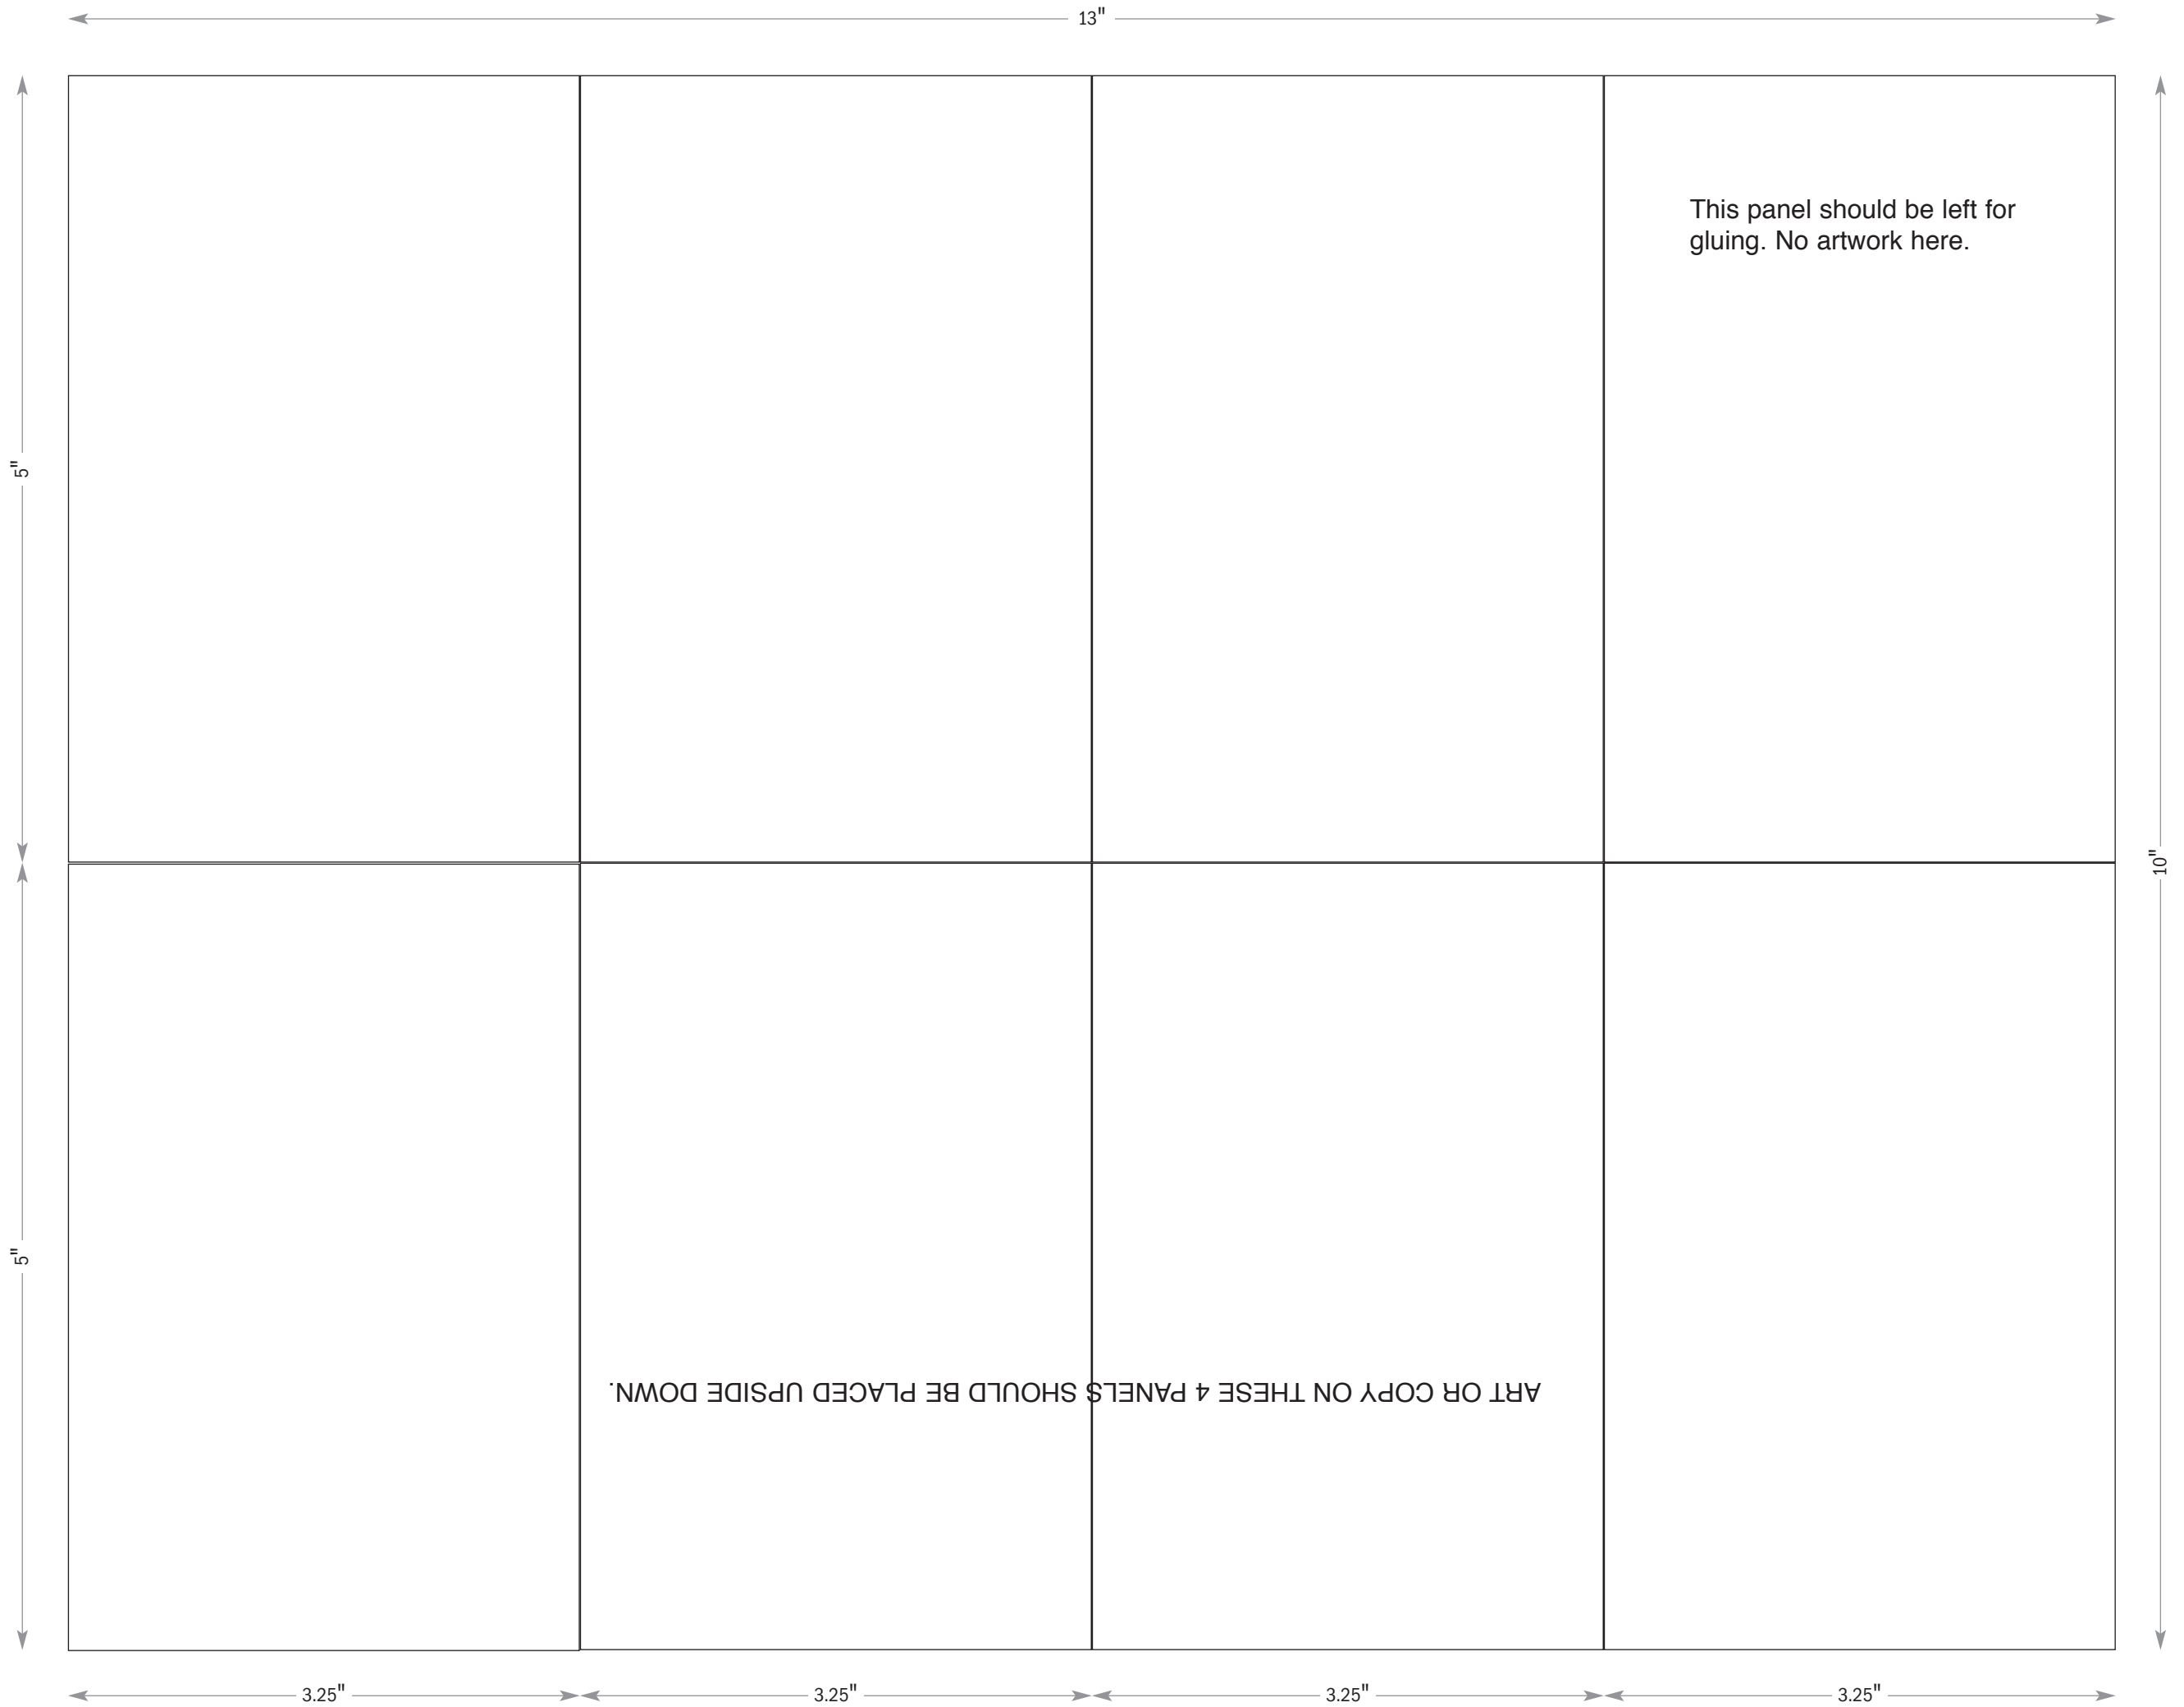 13"
This panel should be left for
gluing. No artwork here.
5"
10"
5"
ART OR COPY ON THESE 4 PANELS SHOULD BE PLACED UPSIDE DOWN.
3.25"
3.25"
3.25"
3.25"